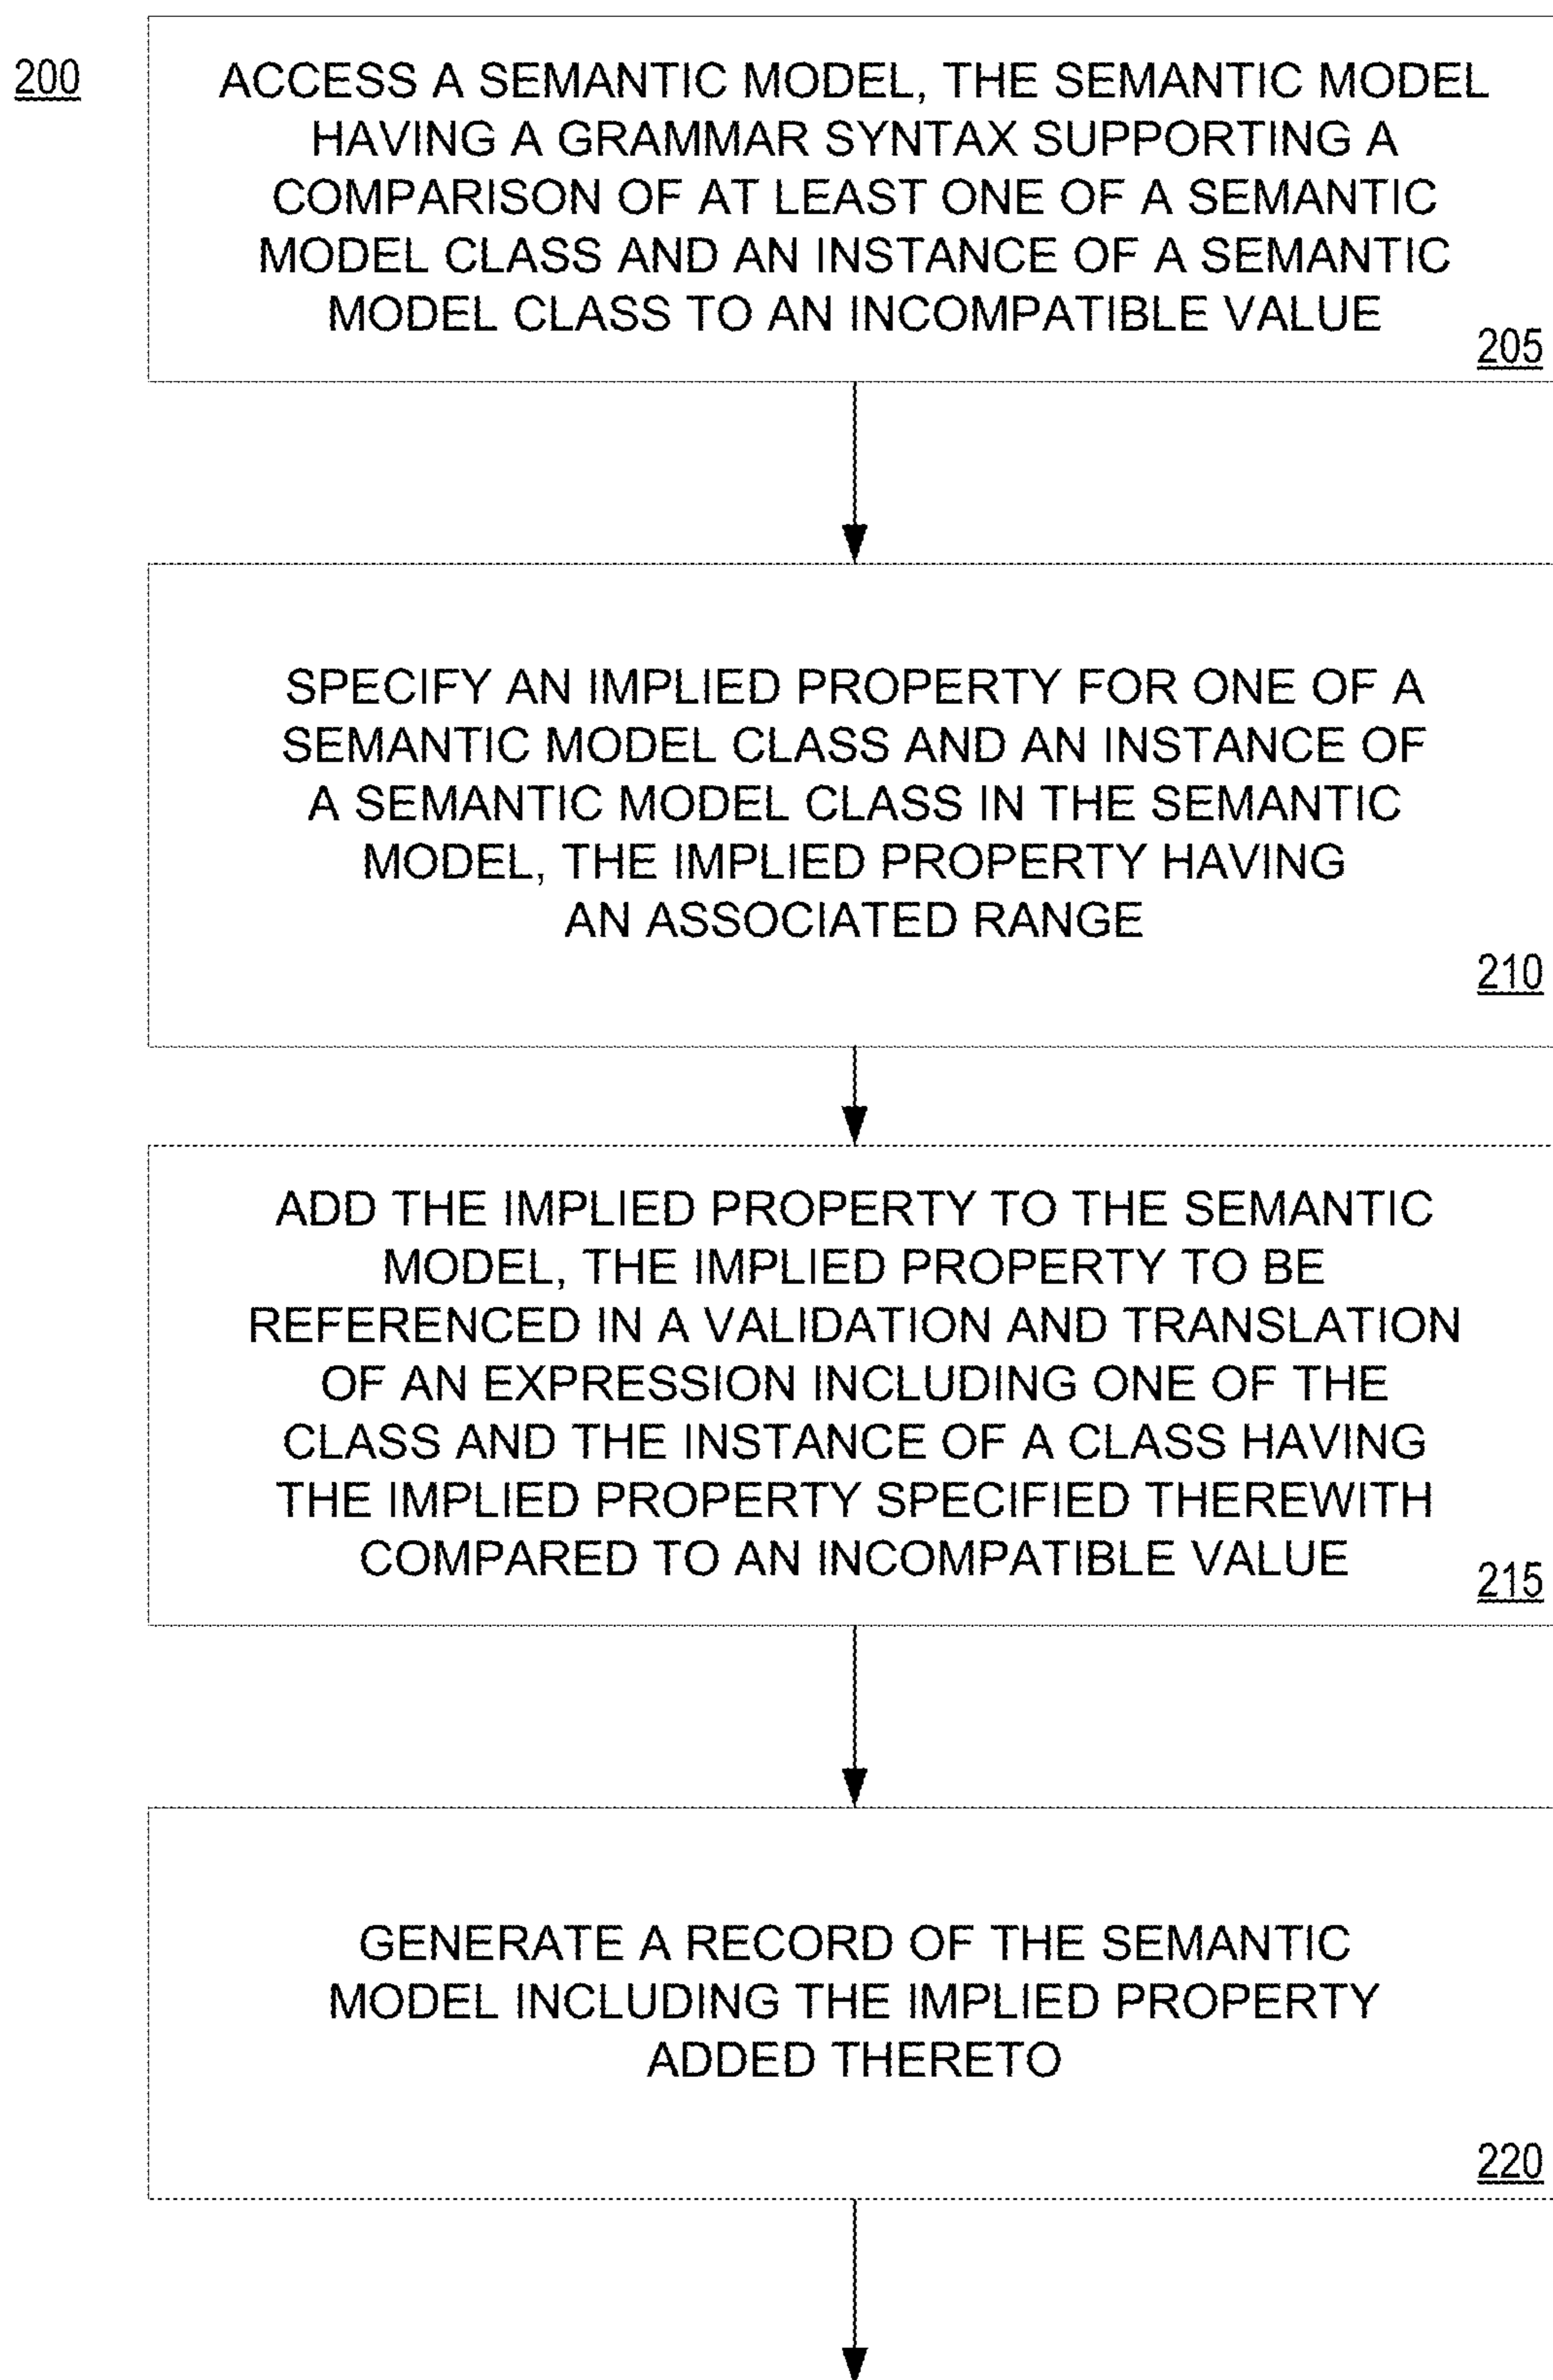 200
ACCESS A SEMANTIC MODEL, THE SEMANTIC MODEL
HAVING A GRAMMAR SYNTAX SUPPORTING A
COMPARISON OF AT LEAST ONE OF A SEMANTIC
MODEL CLASS AND AN INSTANCE OF A SEMANTIC
MODEL CLASS TO AN INCOMPATIBLE VALUE
205
SPECIFY AN IMPLIED PROPERTY FOR ONE OF A
SEMANTIC MODEL CLASS AND AN INSTANCE OF
A SEMANTIC MODEL CLASS IN THE SEMANTIC
MODEL, THE IMPLIED PROPERTY HAVING
AN ASSOCIATED RANGE
210
ADD THE IMPLIED PROPERTY TO THE SEMANTIC
MODEL, THE IMPLIED PROPERTY TO BE
REFERENCED IN A VALIDATION AND TRANSLATION
OF AN EXPRESSION INCLUDING ONE OF THE
CLASS AND THE INSTANCE OF A CLASS HAVING
THE IMPLIED PROPERTY SPECIFIED THEREWITH
COMPARED TO AN INCOMPATIBLE VALUE
215
GENERATE A RECORD OF THE SEMANTIC
MODEL INCLUDING THE IMPLIED PROPERTY
ADDED THERETO
220